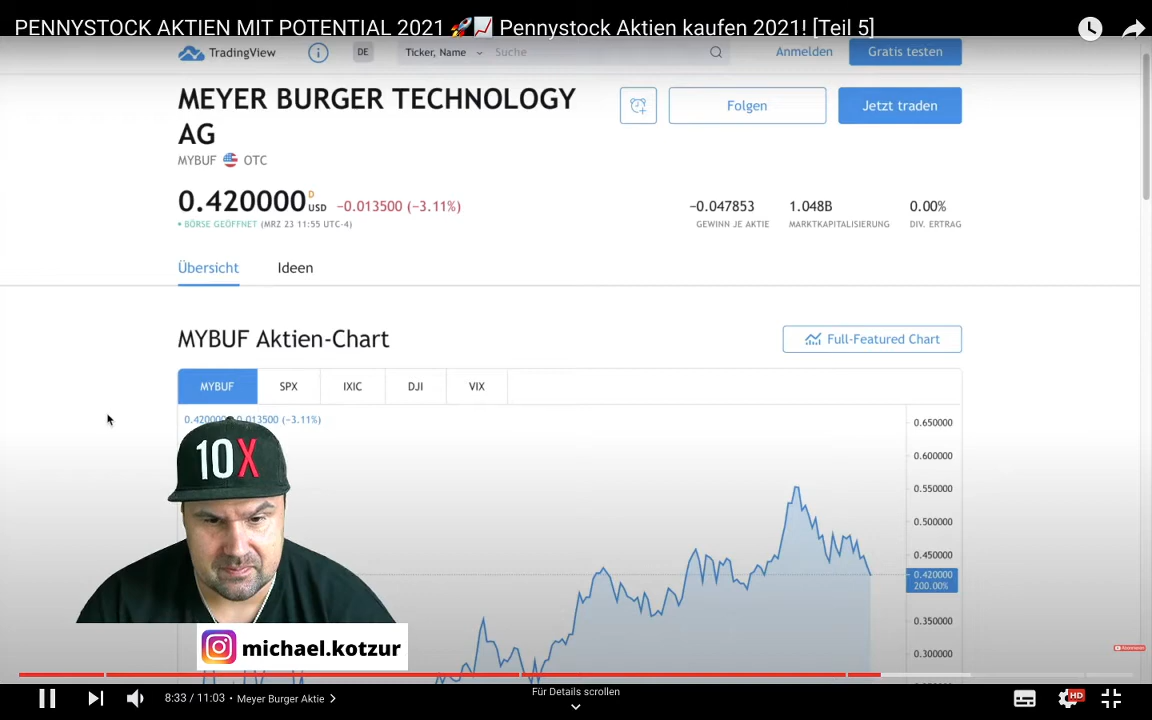 PENNYSTOCK AKTIEN MIT POTENTIAL 2021 🚀📈 Pennystock Aktien kaufen 2021! [Teil 5]
TradingView
DE
Ticker, Name
Suche
Anmelden
Gratis testen
MEYER BURGER TECHNOLOGY
AG
Folgen
Jetzt traden
MYBUF OTC
0.420000 D USD −0.013500 (−3.11%)
• BÖRSE GEÖFFNET (MRZ 23 11:55 UTC-4)
−0.047853 1.048B 0.00%
GEWINN JE AKTIE MARKTKAPITALISIERUNG DIV. ERTRAG
Übersicht Ideen
MYBUF Aktien-Chart
Full-Featured Chart
MYBUF SPX IXIC DJI VIX
0.420000 −0.013500 (−3.11%)
0.650000
0.600000
0.550000
0.500000
0.450000
0.420000
200.00%
0.350000
0.300000
10X
michael.kotzur
8:33 / 11:03 • Meyer Burger Aktie
Für Details scrollen
HD